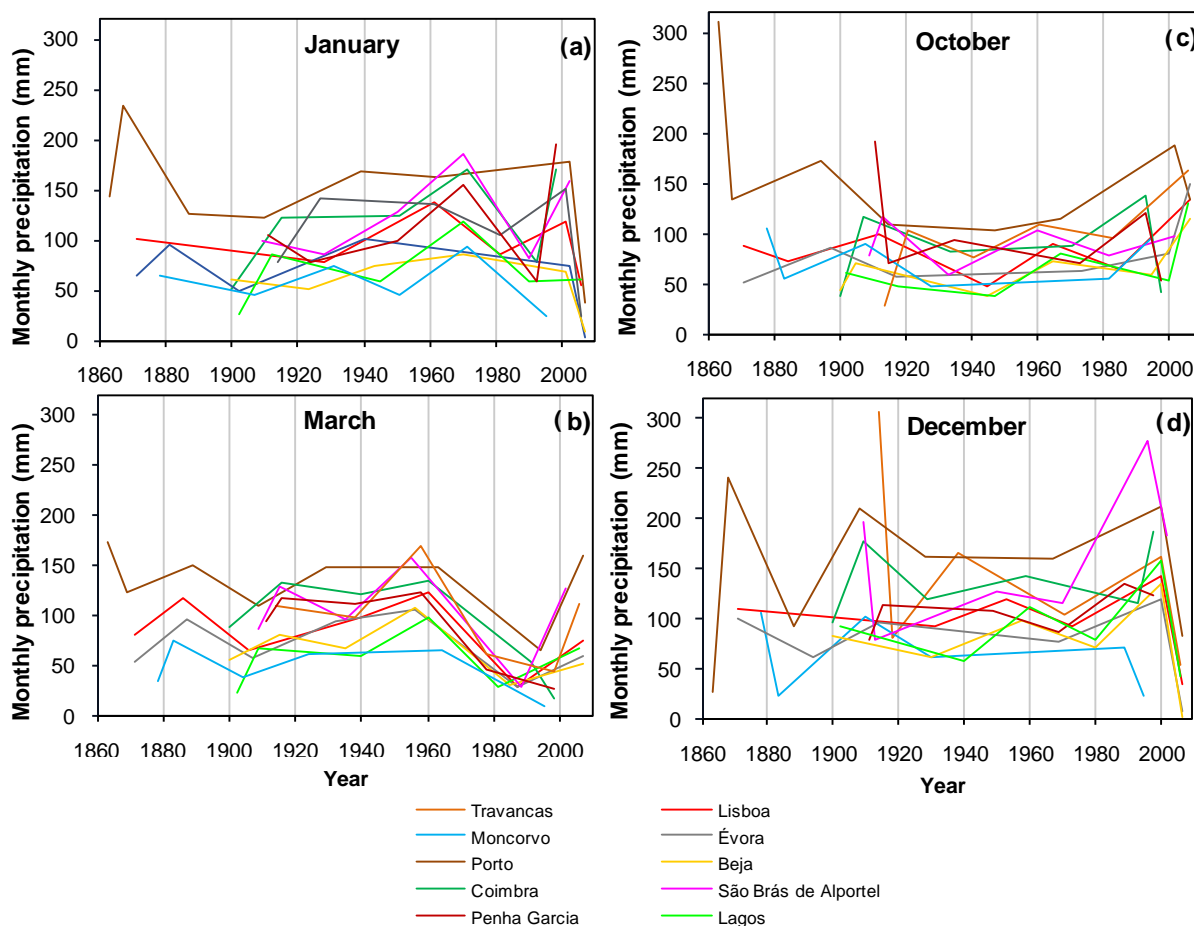 January
(a)
Monthly precipitation (mm)
300
250
200
150
100
50
0
1860 1880 1900 1920 1940 1960 1980 2000
October
(c)
Monthly precipitation (mm)
300
250
200
150
100
50
0
1860 1880 1900 1920 1940 1960 1980 2000
March
(b)
Monthly precipitation (mm)
300
250
200
150
100
50
0
1860 1880 1900 1920 1940 1960 1980 2000
Year
December
(d)
Monthly precipitation (mm)
300
250
200
150
100
50
0
1860 1880 1900 1920 1940 1960 1980 2000
Year
Travancas
Moncorvo
Porto
Coimbra
Penha Garcia
Lisboa
Évora
Beja
São Brás de Alportel
Lagos